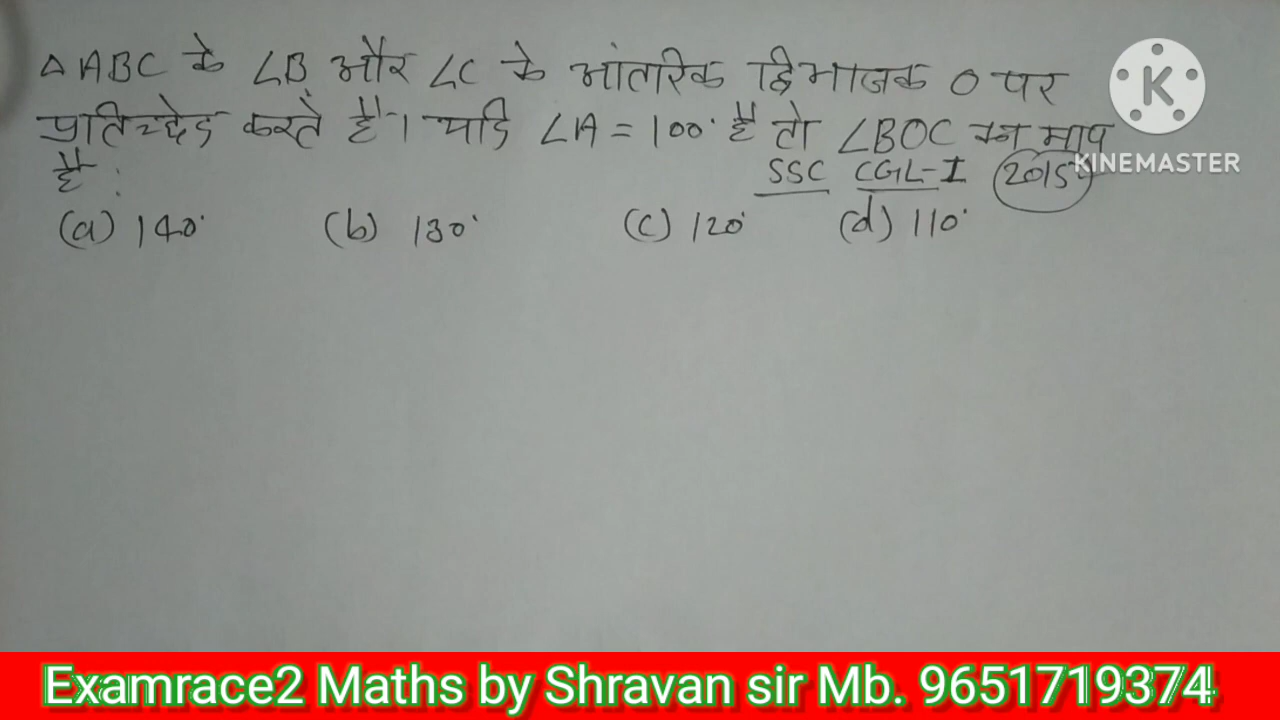 △ABC के ∠B और ∠C के आंतरिक द्विभाजक O पर
प्रतिच्छेद करते है। यदि ∠A = 100° है तो ∠BOC का माप
है :
SSC CGL-I 2015
(a) 140° (b) 130° (c) 120° (d) 110°
K
KINEMASTER
Examrace2 Maths by Shravan sir Mb. 9651719374